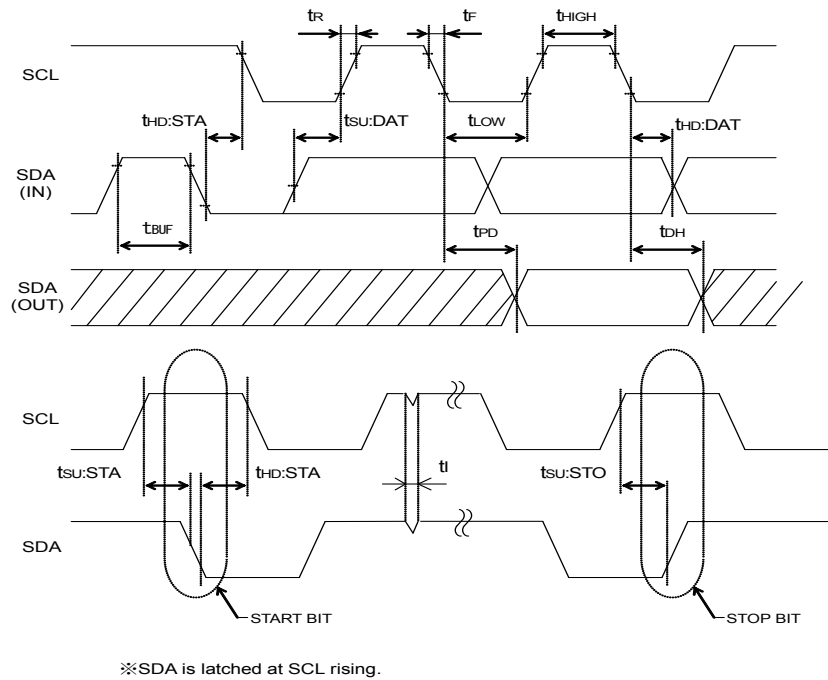 tR tF tHIGH
SCL
tHD:STA tSU:DAT tLOW tHD:DAT
SDA
(IN)
tBUF tPD tDH
SDA
(OUT)
SCL
tSU:STA tHD:STA tI tSU:STO
SDA
START BIT STOP BIT
※SDA is latched at SCL rising.